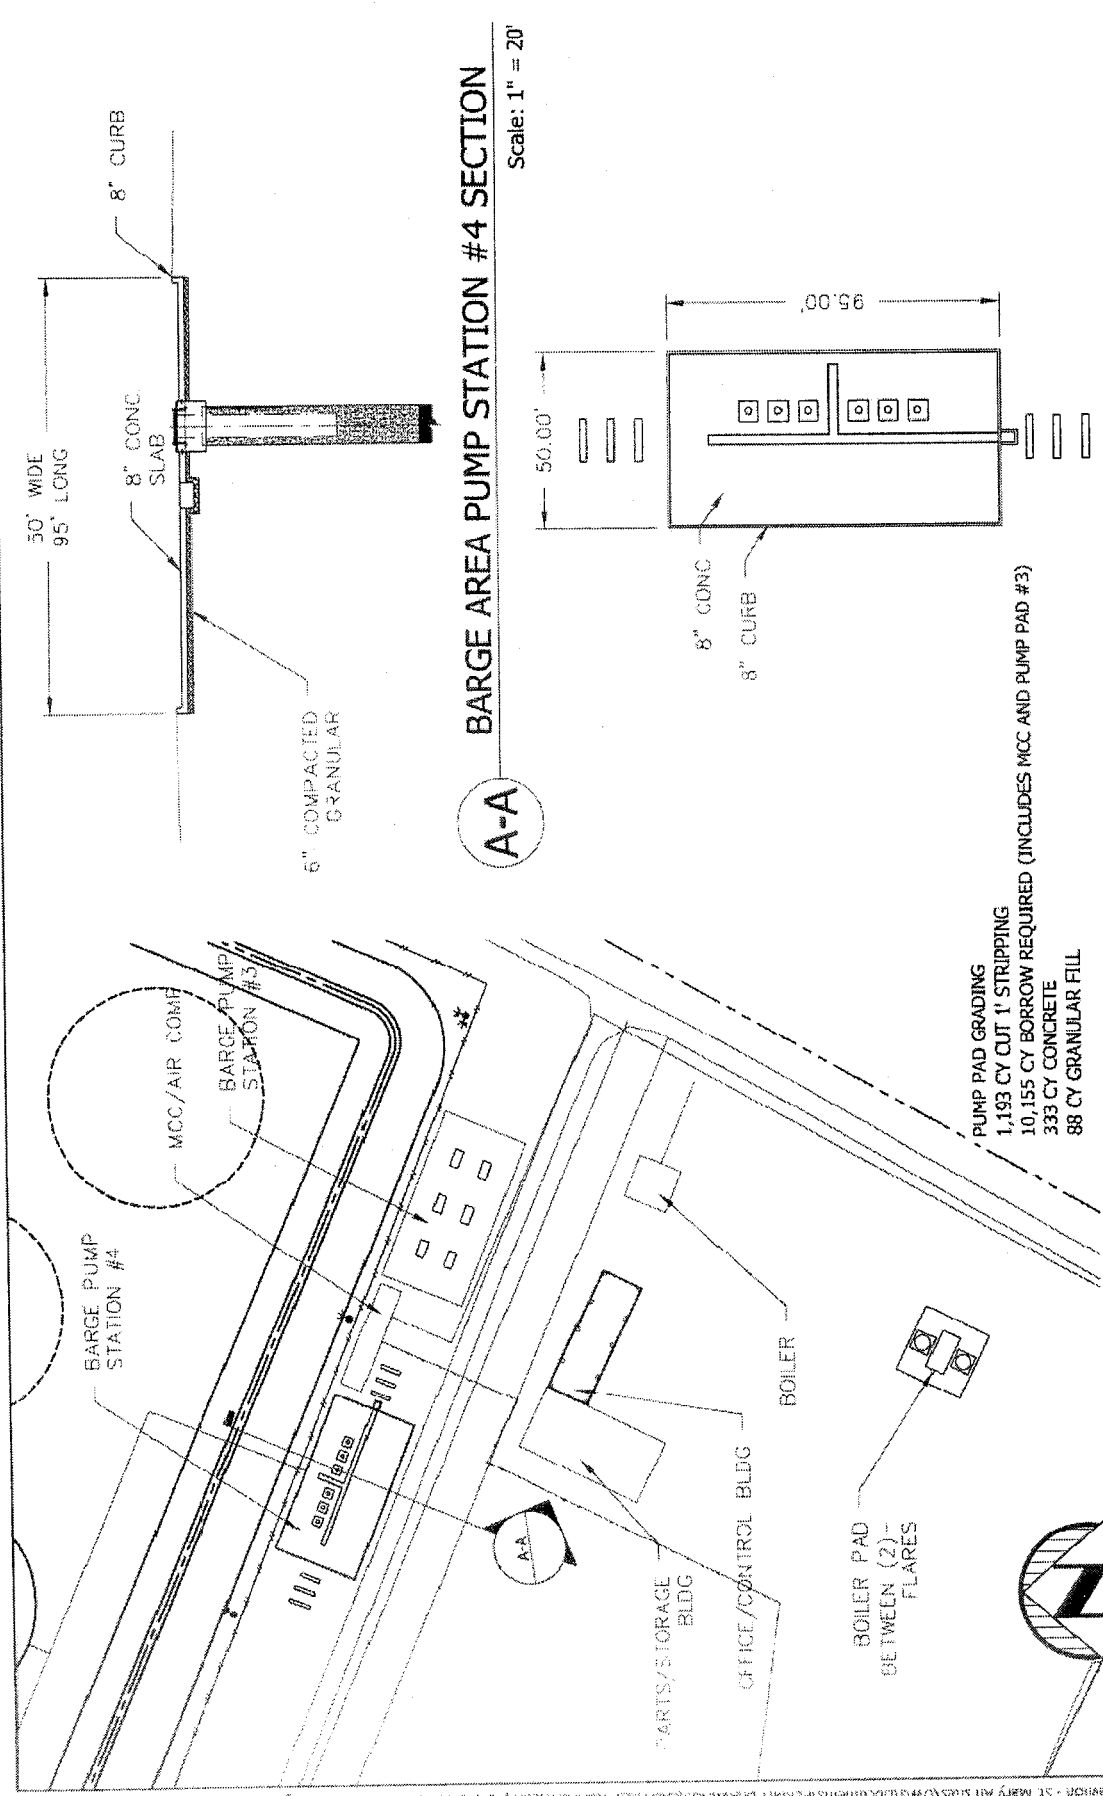 30' WIDE
95' LONG
8" CURB
8" CONC
SLAB
6" COMPACTED
GRANULAR
A-A
BARGE AREA PUMP STATION #4 SECTION
Scale: 1" = 20'
50.00'
95.00'
8" CONC
8" CURB
BARGE PUMP
STATION #4
MCC/AIR COMP
BARGE PUMP
STATION #3
A-A
PARTS/STORAGE
BLDG
OFFICE/CONTROL BLDG
BOILER
BOILER PAD
BETWEEN (2)-
FLARES
PUMP PAD GRADING
1,193 CY CUT 1' STRIPPING
10,155 CY BORROW REQUIRED (INCLUDES MCC AND PUMP PAD #3)
333 CY CONCRETE
88 CY GRANULAR FILL